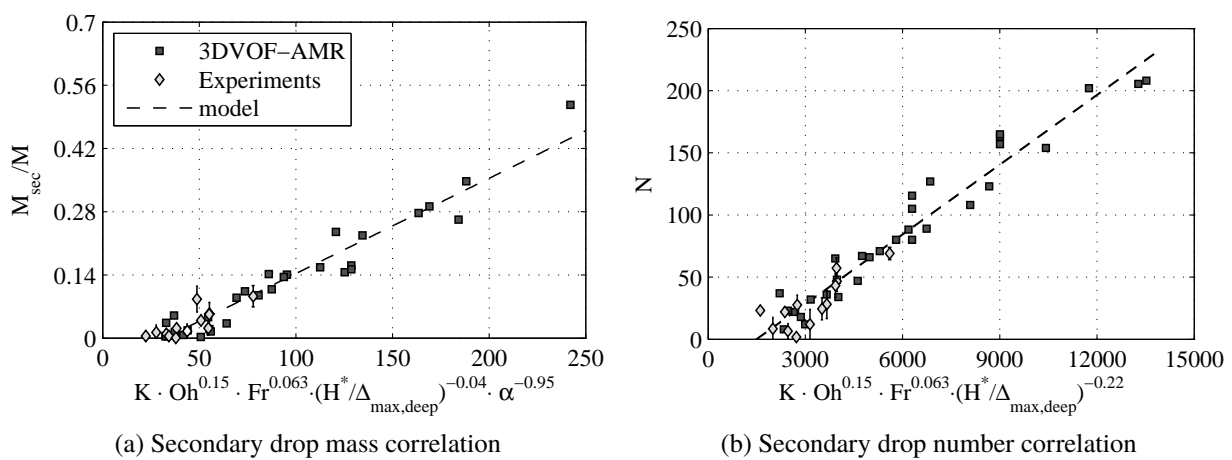 0.7
0.56
0.42
0.28
0.14
0
M_sec/M
3DVOF−AMR
Experiments
model
0 50 100 150 200 250
K · Oh^0.15 · Fr^0.063 ·(H^*/Δ_max,deep)^−0.04 · α^−0.95
(a) Secondary drop mass correlation
250
200
150
100
50
0
N
0 3000 6000 9000 12000 15000
K · Oh^0.15 · Fr^0.063 ·(H^*/Δ_max,deep)^−0.22
(b) Secondary drop number correlation